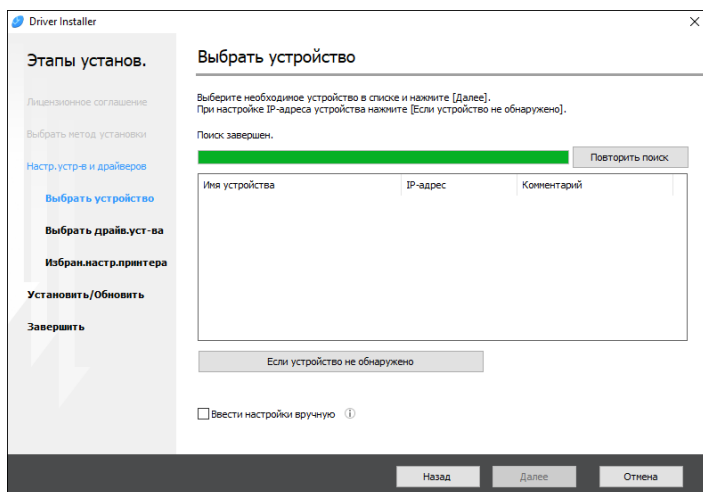 Driver Installer
Этапы установ.
Лицензионное соглашение
Выбрать метод установки
Настр.устр-в и драйверов
Выбрать устройство
Выбрать драйв.уст-ва
Избран.настр.принтера
Установить/Обновить
Завершить
Выбрать устройство
Выберите необходимое устройство в списке и нажмите [Далее].
При настройке IP-адреса устройства нажмите [Если устройство не обнаружено].
Поиск завершен.
Повторить поиск
Имя устройства IP-адрес Комментарий
Если устройство не обнаружено
Ввести настройки вручную
Назад Далее Отмена